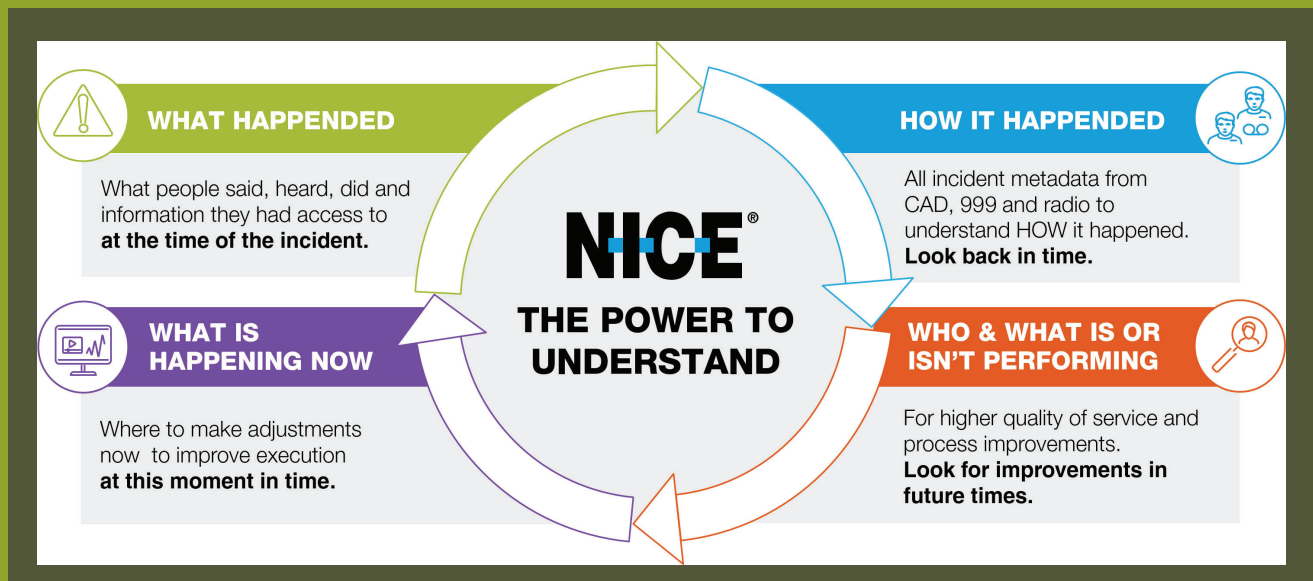 WHAT HAPPENED
What people said, heard, did and
information they had access to
at the time of the incident.
HOW IT HAPPENED
All incident metadata from
CAD, 999 and radio to
understand HOW it happened.
Look back in time.
NICE®
THE POWER TO
UNDERSTAND
WHAT IS
HAPPENING NOW
Where to make adjustments
now to improve execution
at this moment in time.
WHO & WHAT IS OR
ISN'T PERFORMING
For higher quality of service and
process improvements.
Look for improvements in
future times.